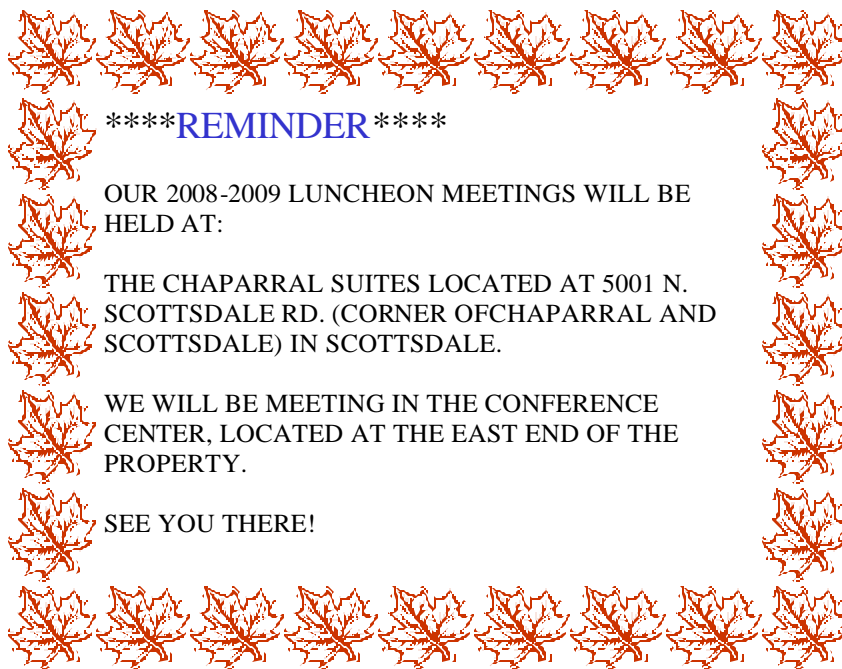 ****REMINDER****
OUR 2008-2009 LUNCHEON MEETINGS WILL BE
HELD AT:
THE CHAPARRAL SUITES LOCATED AT 5001 N.
SCOTTSDALE RD. (CORNER OFCHAPARRAL AND
SCOTTSDALE) IN SCOTTSDALE.
WE WILL BE MEETING IN THE CONFERENCE
CENTER, LOCATED AT THE EAST END OF THE
PROPERTY.
SEE YOU THERE!